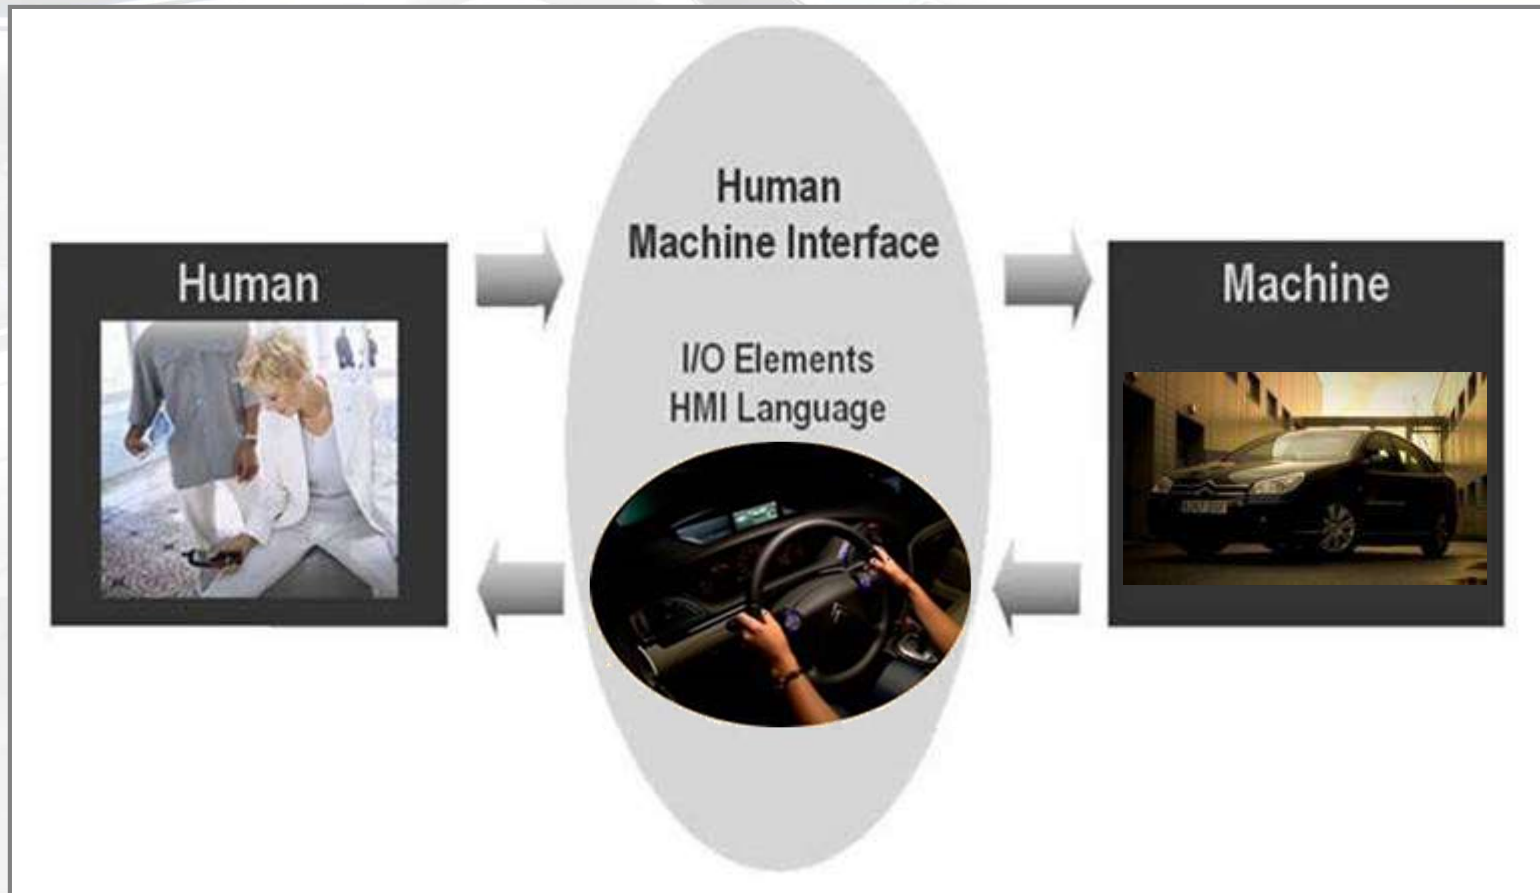 Human
Human
Machine Interface
I/O Elements
HMI Language
Machine